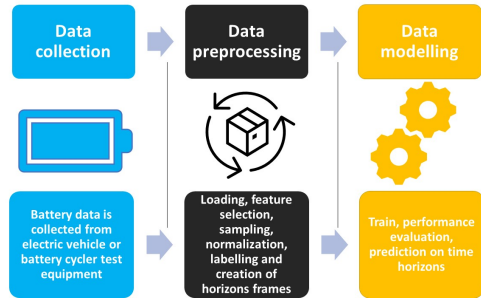 Data
collection
Data
preprocessing
Data
modelling
Battery data is
collected from
electric vehicle or
battery cycler test
equipment
Loading, feature
selection,
sampling,
normalization,
labelling and
creation of
horizons frames
Train, performance
evaluation,
prediction on time
horizons